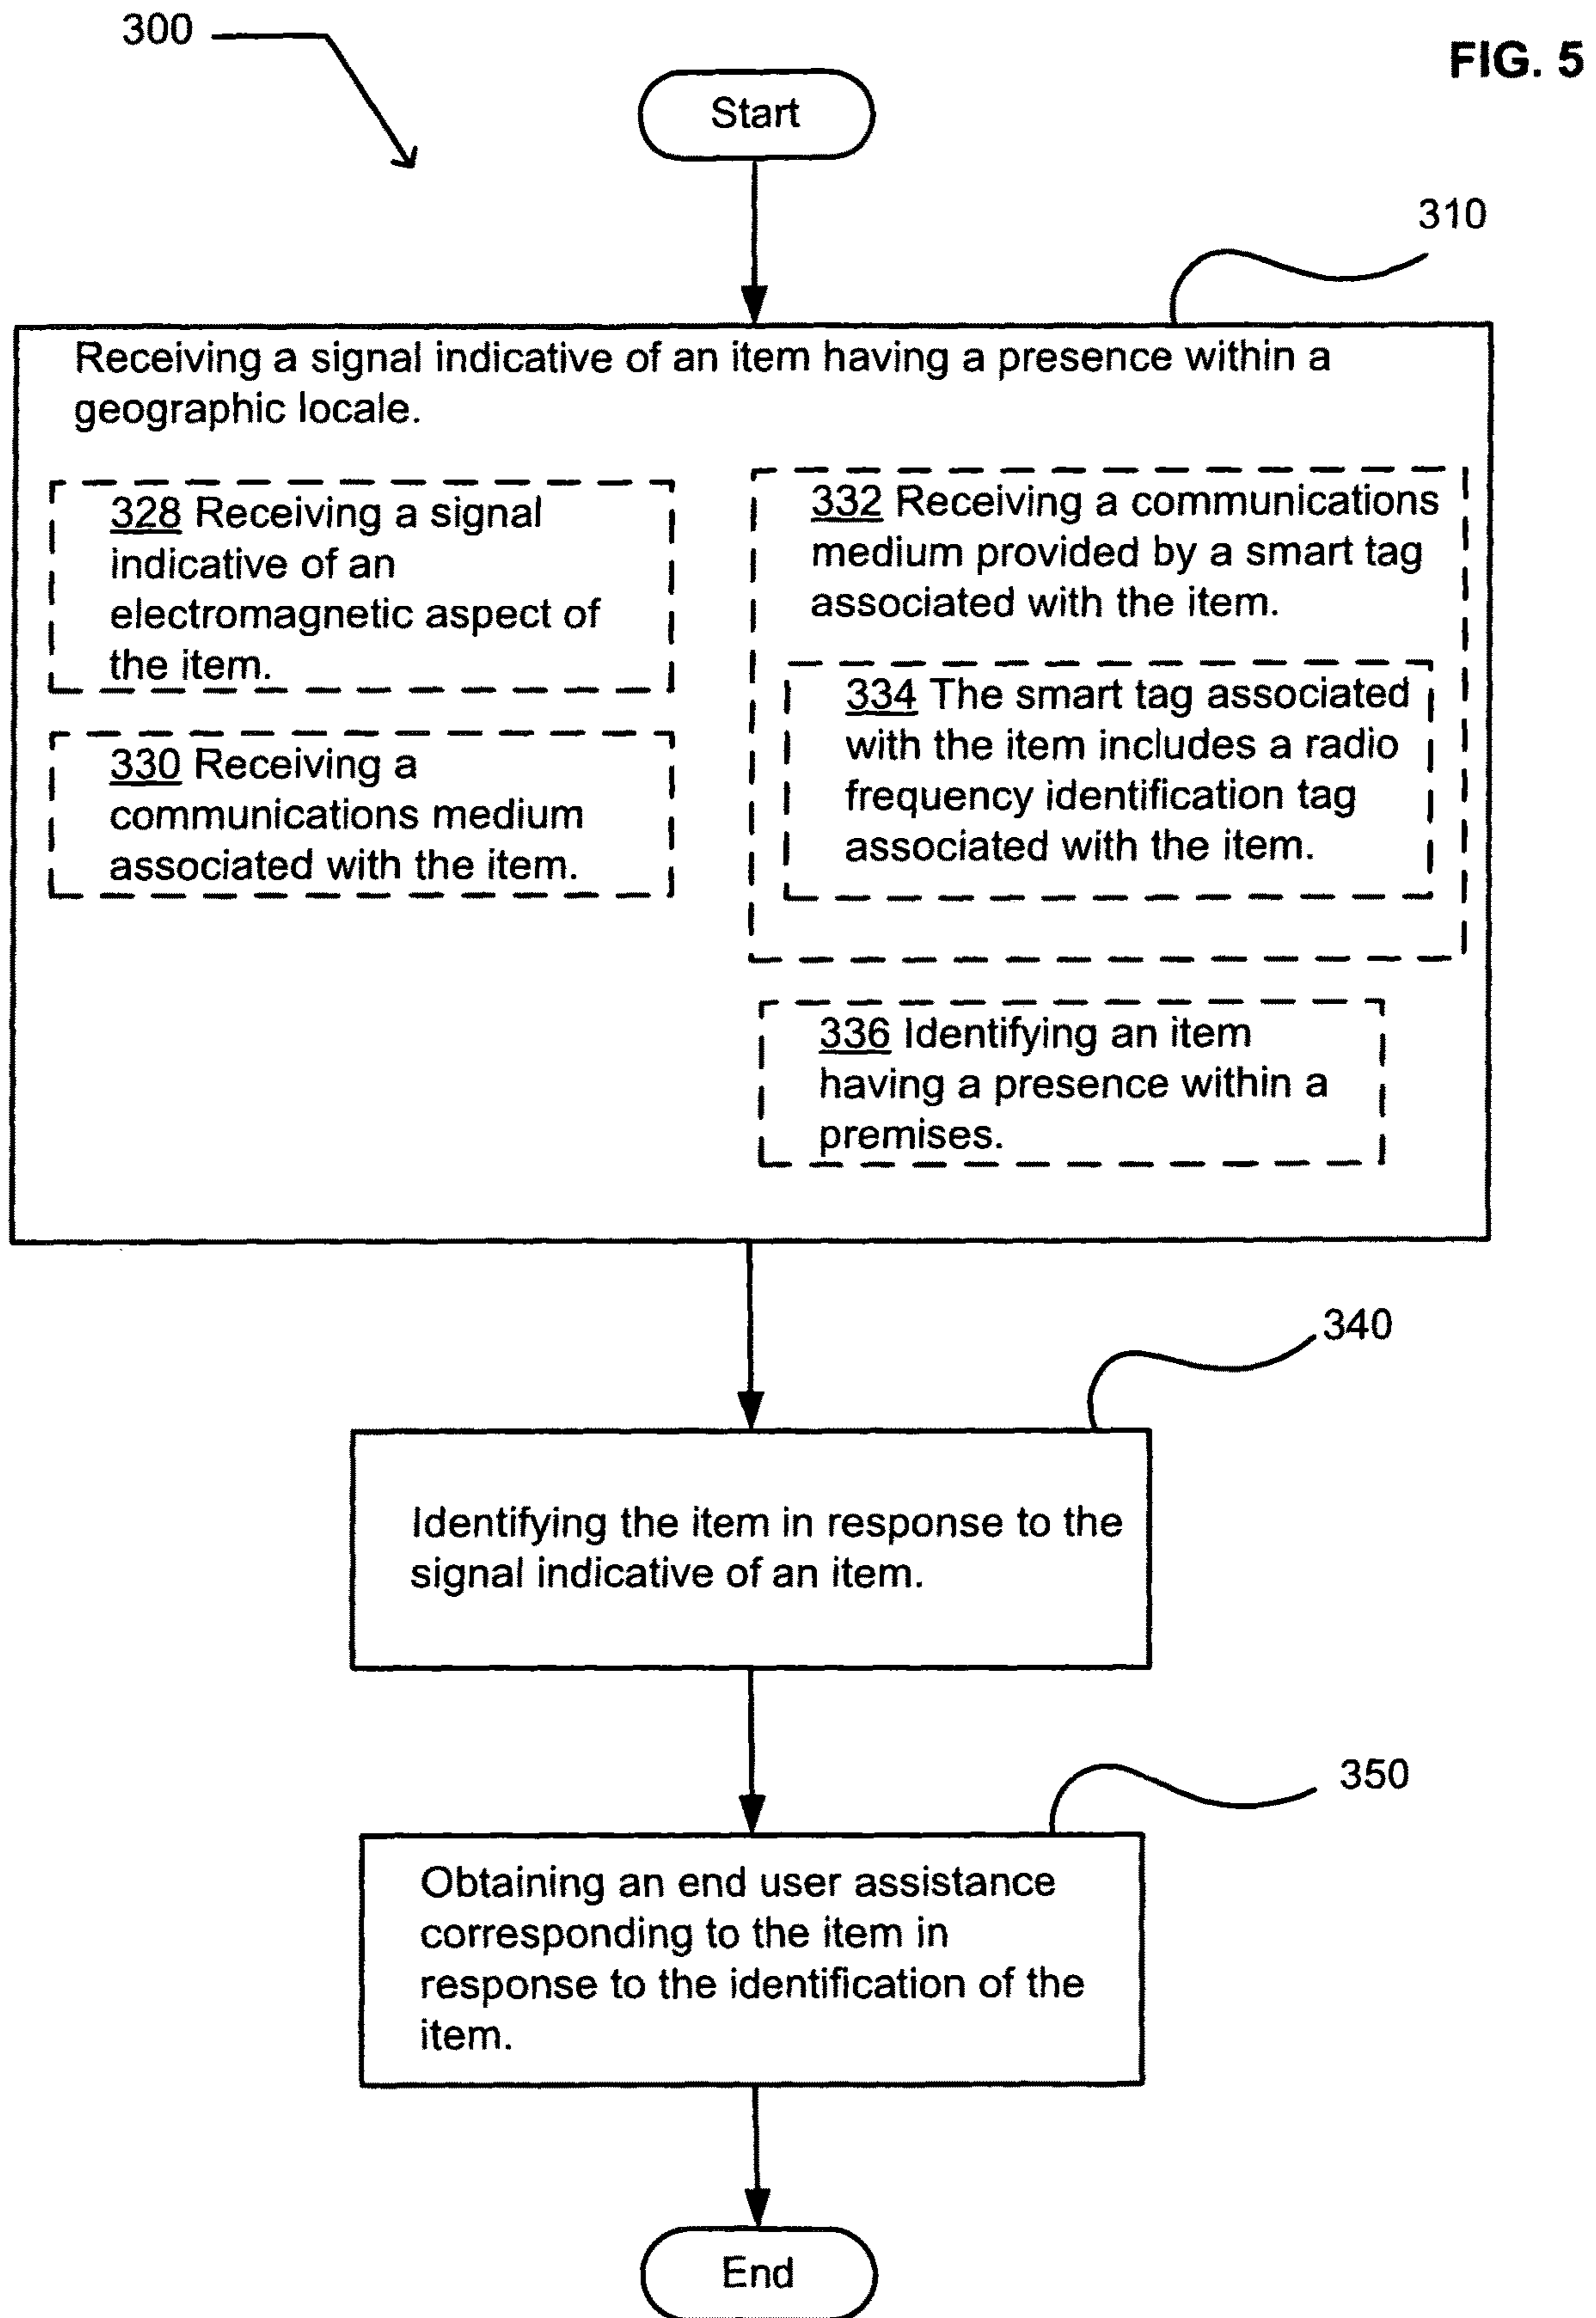 300
FIG. 5
Start
310
Receiving a signal indicative of an item having a presence within a
geographic locale.
328 Receiving a signal
indicative of an
electromagnetic aspect of
the item.
330 Receiving a
communications medium
associated with the item.
332 Receiving a communications
medium provided by a smart tag
associated with the item.
334 The smart tag associated
with the item includes a radio
frequency identification tag
associated with the item.
336 Identifying an item
having a presence within a
premises.
340
Identifying the item in response to the
signal indicative of an item.
350
Obtaining an end user assistance
corresponding to the item in
response to the identification of the
item.
End